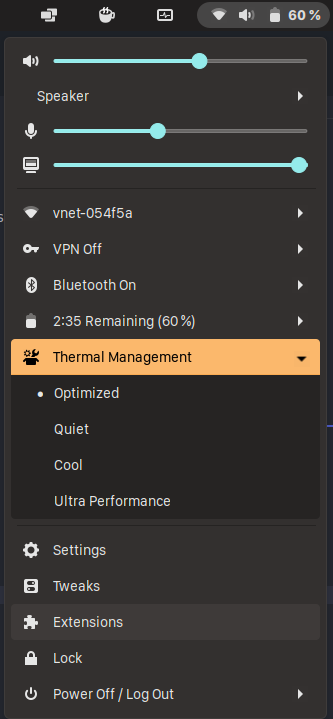 60 %
Speaker
vnet-054f5a
VPN Off
Bluetooth On
2:35 Remaining (60 %)
Thermal Management
Optimized
Quiet
Cool
Ultra Performance
Settings
Tweaks
Extensions
Lock
Power Off / Log Out